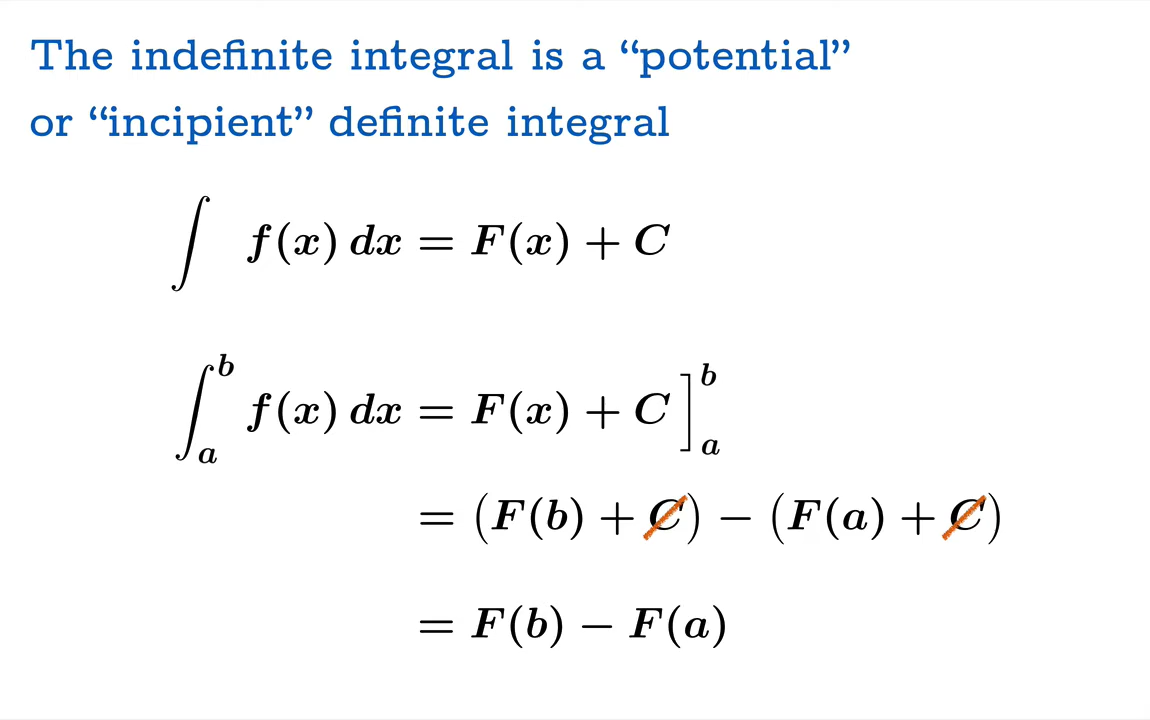 The indefinite integral is a “potential”
or “incipient” definite integral
∫ f(x) dx = F(x) + C
∫_a^b f(x) dx = F(x) + C ]_a^b
= (F(b) + C) − (F(a) + C)
= F(b) − F(a)